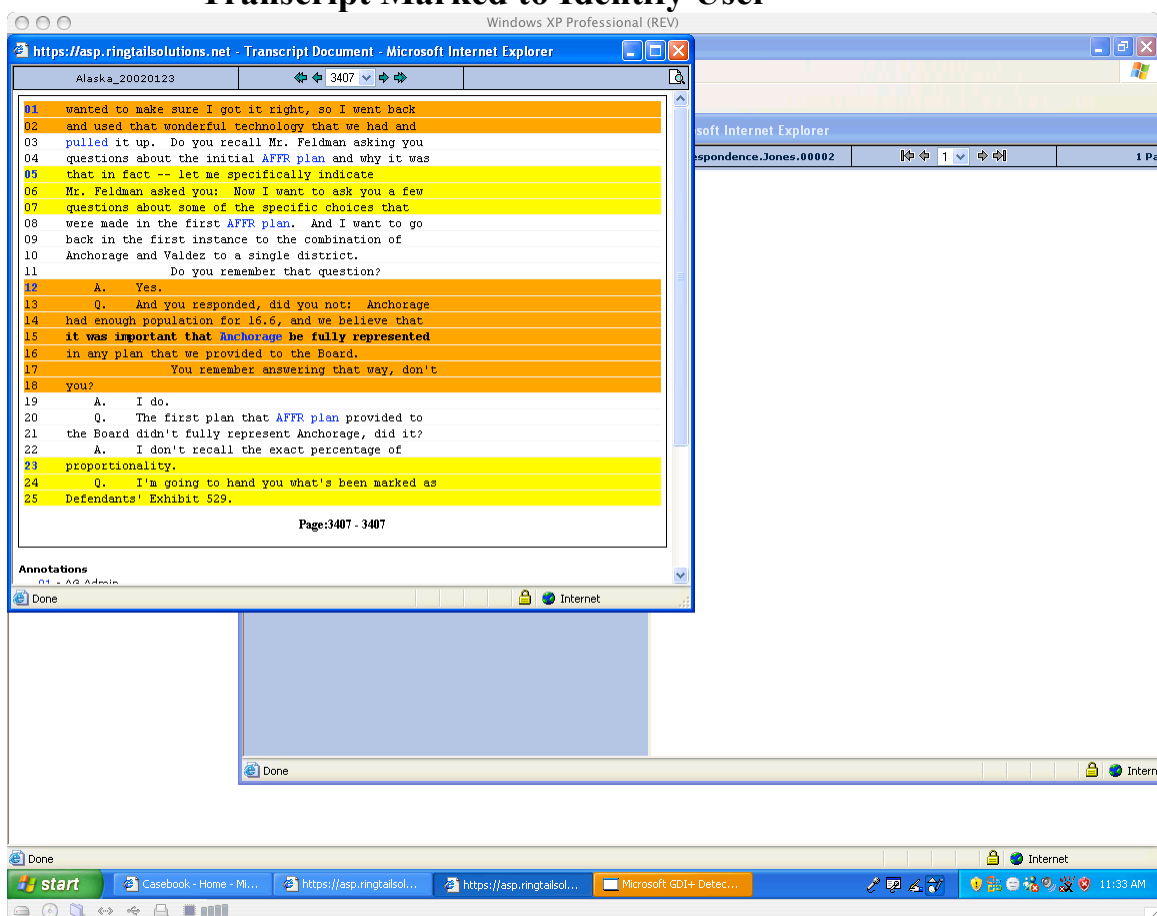 Transcript Marked to Identify User
Windows XP Professional (REV)
https://asp.ringtailsolutions.net - Transcript Document - Microsoft Internet Explorer
Alaska_20020123 3407
01 wanted to make sure I got it right, so I went back
02 and used that wonderful technology that we had and
03 pulled it up. Do you recall Mr. Feldman asking you
04 questions about the initial AFFR plan and why it was
05 that in fact -- let me specifically indicate
06 Mr. Feldman asked you: Now I want to ask you a few
07 questions about some of the specific choices that
08 were made in the first AFFR plan. And I want to go
09 back in the first instance to the combination of
10 Anchorage and Valdez to a single district.
11 Do you remember that question?
12 A. Yes.
13 Q. And you responded, did you not: Anchorage
14 had enough population for 16.6, and we believe that
15 it was important that Anchorage be fully represented
16 in any plan that we provided to the Board.
17 You remember answering that way, don't
18 you?
19 A. I do.
20 Q. The first plan that AFFR plan provided to
21 the Board didn't fully represent Anchorage, did it?
22 A. I don't recall the exact percentage of
23 proportionality.
24 Q. I'm going to hand you what's been marked as
25 Defendants' Exhibit 529.
Page:3407 - 3407
Annotations
01 - AG Admin
Done Internet
soft Internet Explorer
espondence.Jones.00002 1 1 Pa
Done Intern
Done Internet
start Casebook - Home - Mi... https://asp.ringtailsol... https://asp.ringtailsol... Microsoft GDI+ Detec... 11:33 AM